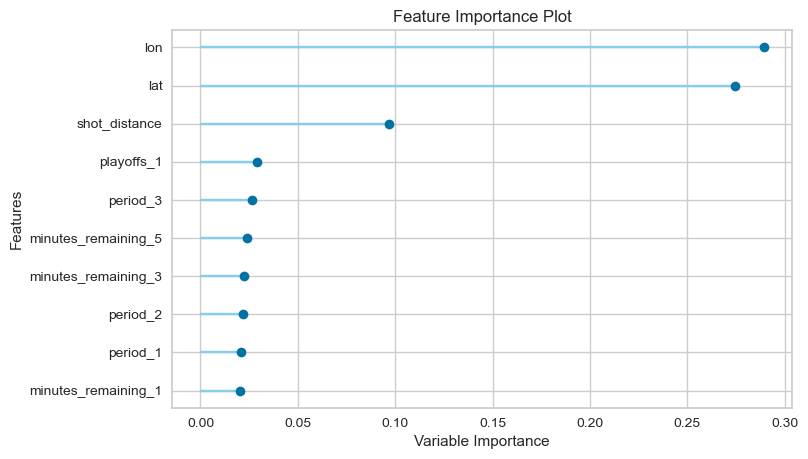 Feature Importance Plot
lon
lat
shot_distance
playoffs_1
period_3
minutes_remaining_5
minutes_remaining_3
period_2
period_1
minutes_remaining_1
Features
0.00 0.05 0.10 0.15 0.20 0.25 0.30
Variable Importance